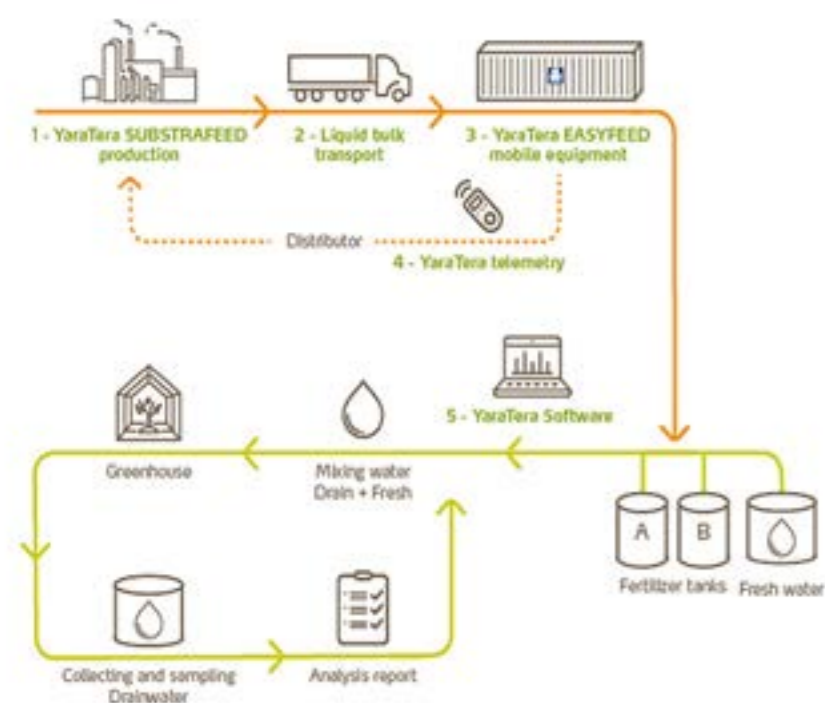 1 - YaraTera SUBSTRAFEED
production
2 - Liquid bulk
transport
3 - YaraTera EASYFEED
mobile equipment
Distributor
4 - YaraTera telemetry
5 - YaraTera Software
Greenhouse
Mixing water
Drain + Fresh
A
B
Fertilizer tanks
Fresh water
Collecting and sampling
Drainwater
Analysis report